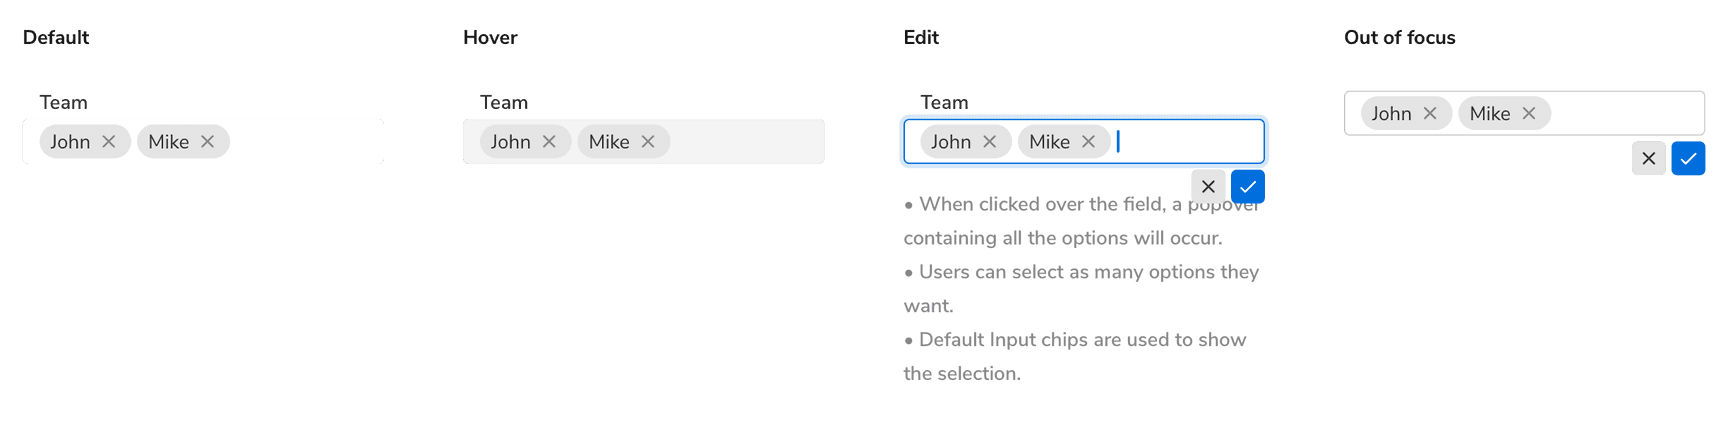 Default
Team
John Mike
Hover
Team
John Mike
Edit
Team
John Mike
• When clicked over the field, a popover
containing all the options will occur.
• Users can select as many options they
want.
• Default Input chips are used to show
the selection.
Out of focus
John Mike